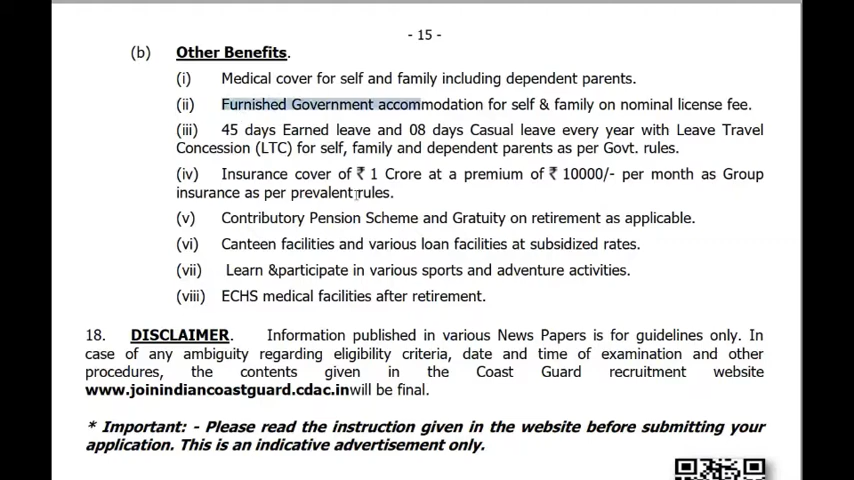 - 15 -
(b) Other Benefits.
(i) Medical cover for self and family including dependent parents.
(ii) Furnished Government accommodation for self & family on nominal license fee.
(iii) 45 days Earned leave and 08 days Casual leave every year with Leave Travel
Concession (LTC) for self, family and dependent parents as per Govt. rules.
(iv) Insurance cover of ₹ 1 Crore at a premium of ₹ 10000/- per month as Group
insurance as per prevalent rules.
(v) Contributory Pension Scheme and Gratuity on retirement as applicable.
(vi) Canteen facilities and various loan facilities at subsidized rates.
(vii) Learn &participate in various sports and adventure activities.
(viii) ECHS medical facilities after retirement.
18. DISCLAIMER. Information published in various News Papers is for guidelines only. In
case of any ambiguity regarding eligibility criteria, date and time of examination and other
procedures, the contents given in the Coast Guard recruitment website
www.joinindiancoastguard.cdac.inwill be final.
* Important: - Please read the instruction given in the website before submitting your
application. This is an indicative advertisement only.